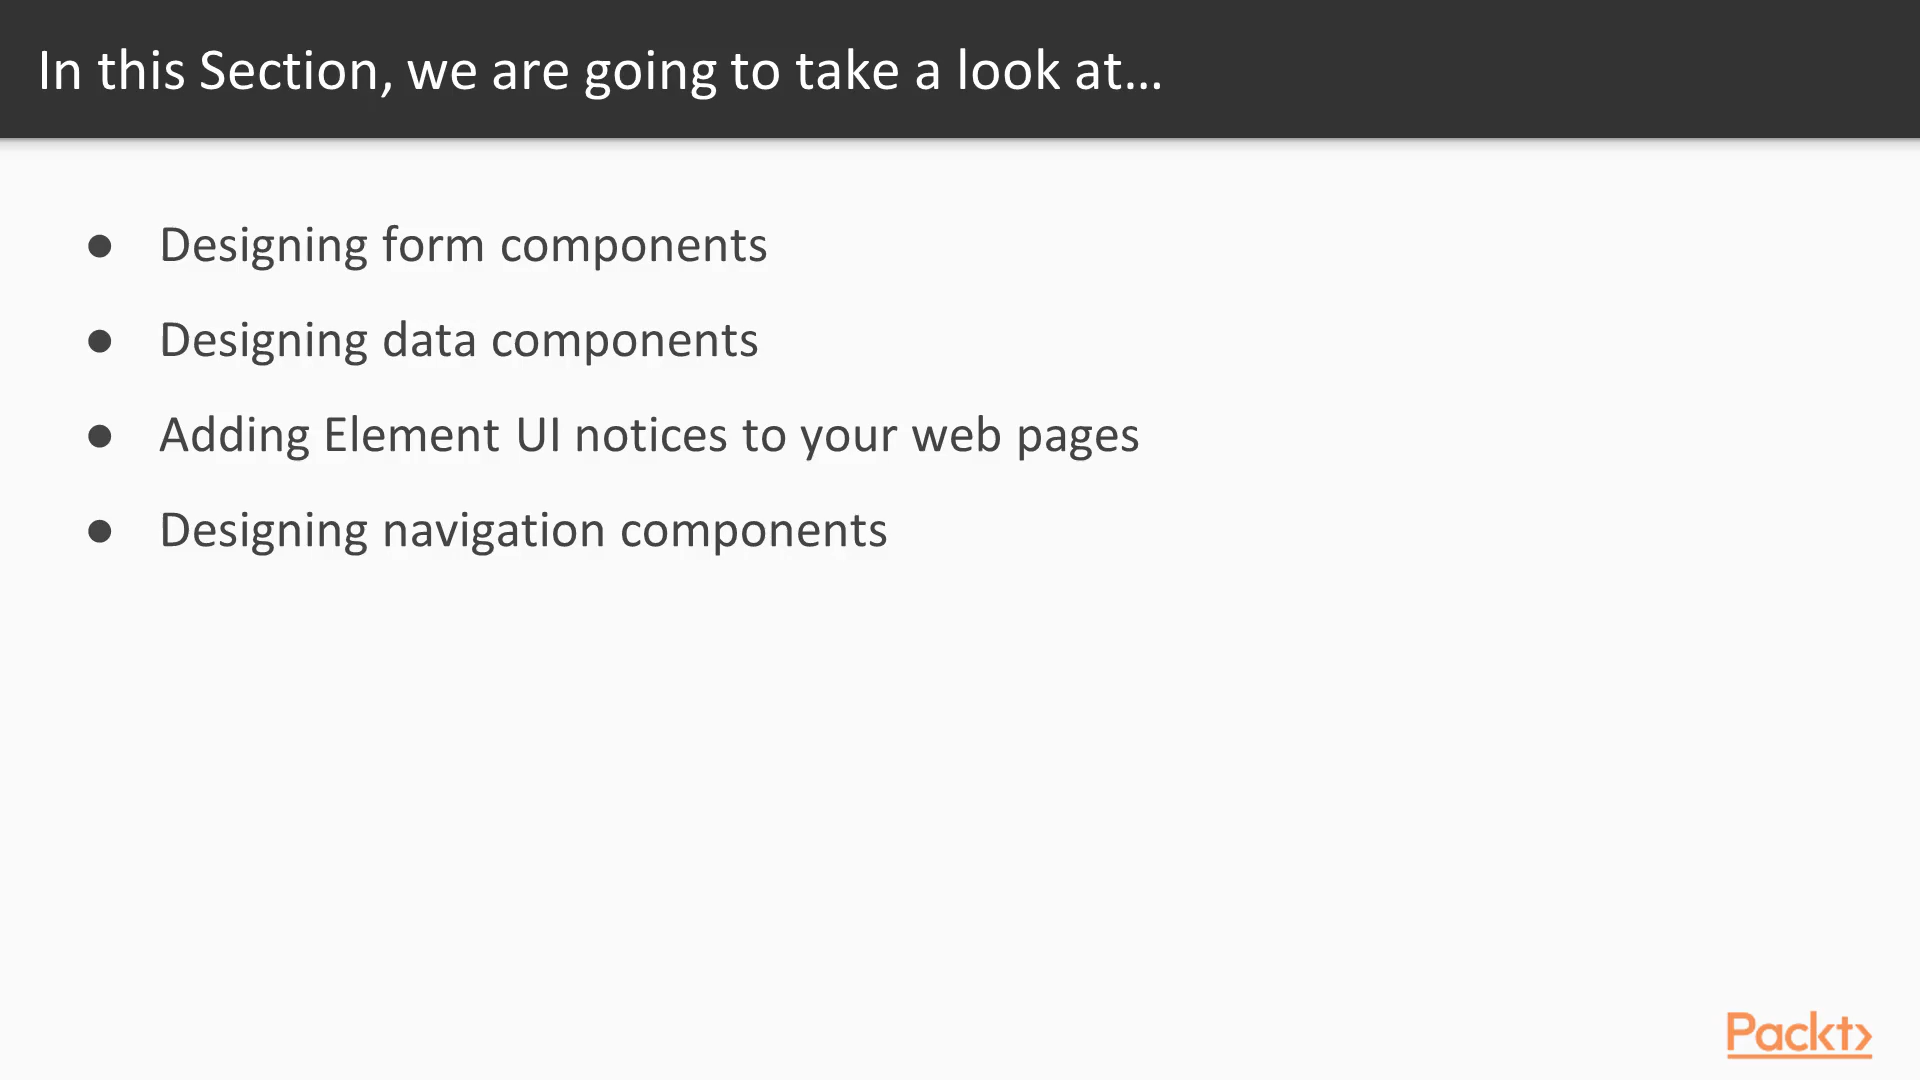 In this Section, we are going to take a look at...
● Designing form components
● Designing data components
● Adding Element UI notices to your web pages
● Designing navigation components
Packt>